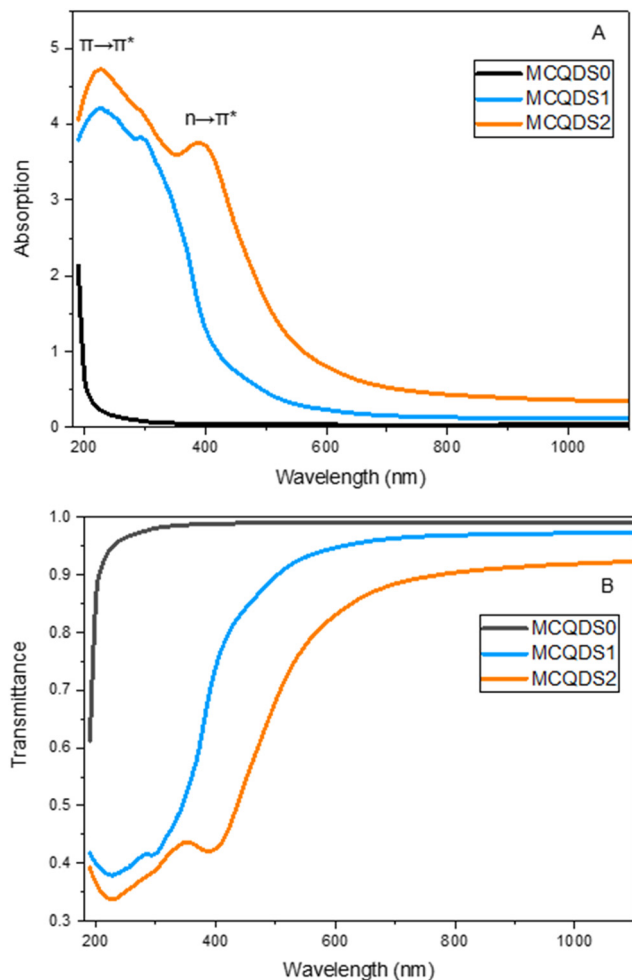 π→π*
n→π*
A
MCQDS0
MCQDS1
MCQDS2
Absorption
5
4
3
2
1
0
200 400 600 800 1000
Wavelength (nm)
B
MCQDS0
MCQDS1
MCQDS2
Transmittance
1.0
0.9
0.8
0.7
0.6
0.5
0.4
0.3
200 400 600 800 1000
Wavelength (nm)